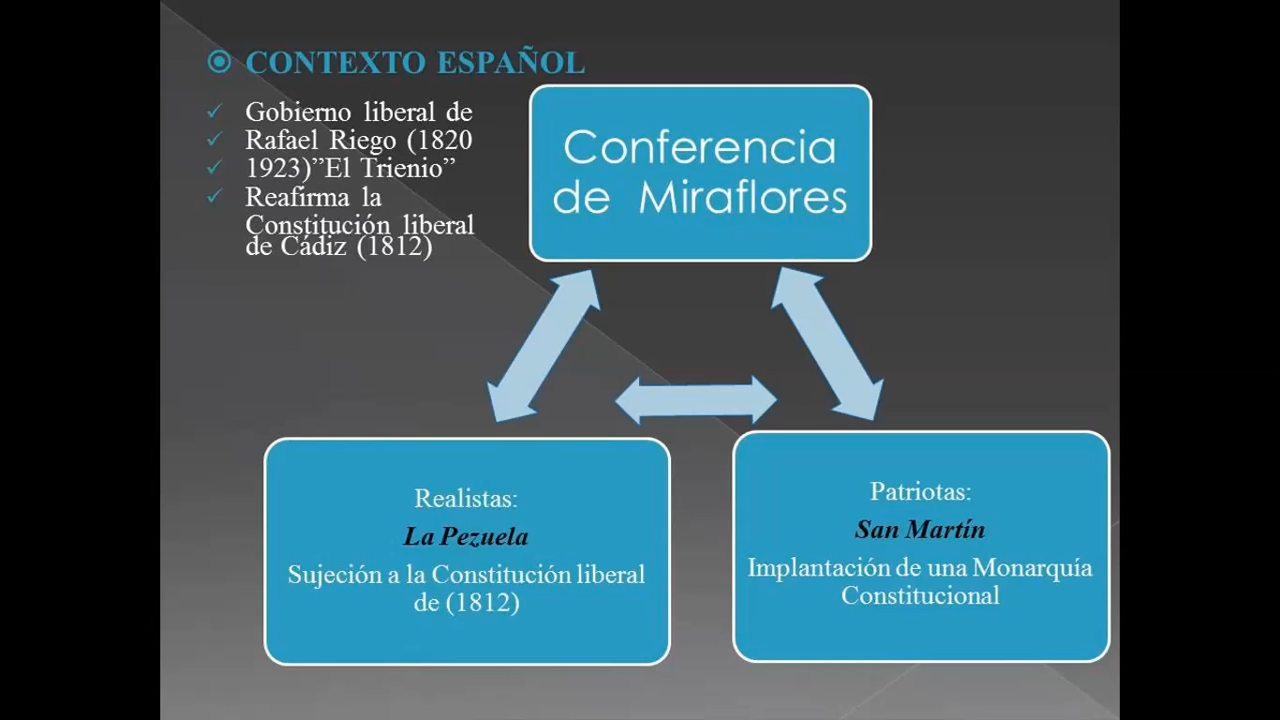 CONTEXTO ESPAÑOL
Gobierno liberal de
Rafael Riego (1820
1923)”El Trienio”
Reafirma la
Constitución liberal
de Cádiz (1812)
Conferencia
de Miraflores
Realistas:
La Pezuela
Sujeción a la Constitución liberal
de (1812)
Patriotas:
San Martín
Implantación de una Monarquía
Constitucional